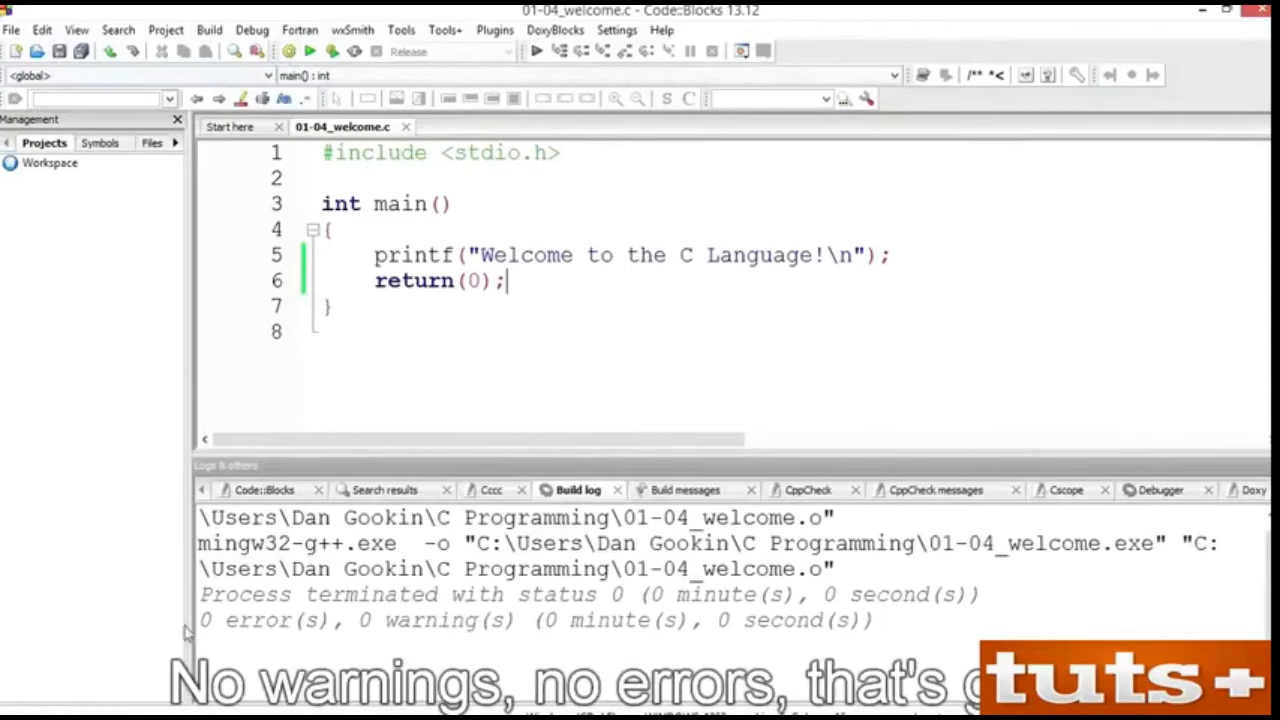 01-04_welcome.c - Code::Blocks 13.12
File Edit View Search Project Build Debug Fortran wxSmith Tools Tools+ Plugins DoxyBlocks Settings Help
Release
<global> main() : int
/** *<
S C
Management
Projects Symbols Files
Workspace
Start here 01-04_welcome.c
1 #include <stdio.h>
2
3 int main()
4 {
5 printf("Welcome to the C Language!\n");
6 return(0);
7 }
8
Logs & others
Code::Blocks Search results Cccc Build log Build messages CppCheck CppCheck messages Cscope Debugger Doxy
\Users\Dan Gookin\C Programming\01-04_welcome.o"
mingw32-g++.exe -o "C:\Users\Dan Gookin\C Programming\01-04_welcome.exe" "C:
\Users\Dan Gookin\C Programming\01-04_welcome.o"
Process terminated with status 0 (0 minute(s), 0 second(s))
0 error(s), 0 warning(s) (0 minute(s), 0 second(s))
No warnings, no errors, that's
tuts+